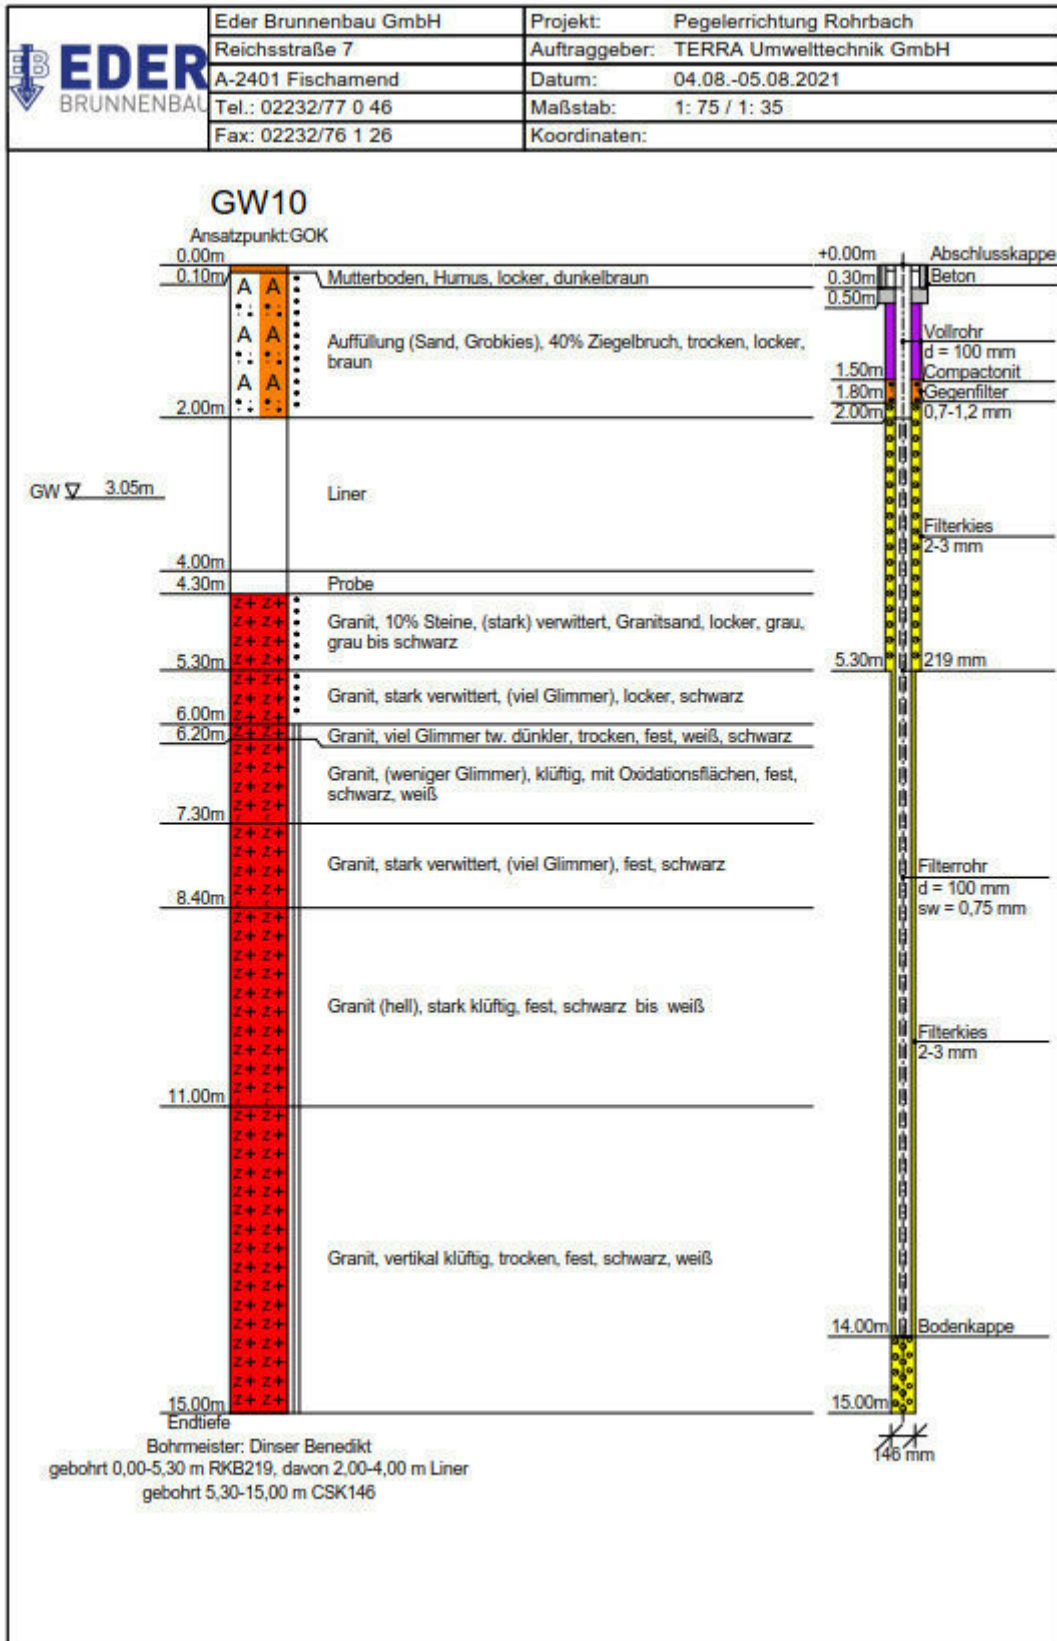 EB EDER
BRUNNENBAU
Eder Brunnenbau GmbH
Reichsstraße 7
A-2401 Fischamend
Tel.: 02232/77 0 46
Fax: 02232/76 1 26
Projekt: Pegelerrichtung Rohrbach
Auftraggeber: TERRA Umwelttechnik GmbH
Datum: 04.08.-05.08.2021
Maßstab: 1: 75 / 1: 35
Koordinaten:
GW10
Ansatzpunkt:GOK
0.00m
0.10m
Mutterboden, Humus, locker, dunkelbraun
A A
A A
A A
Auffüllung (Sand, Grobkies), 40% Ziegelbruch, trocken, locker,
braun
2.00m
GW 3.05m
Liner
4.00m
4.30m
Probe
Granit, 10% Steine, (stark) verwittert, Granitsand, locker, grau,
grau bis schwarz
5.30m
Granit, stark verwittert, (viel Glimmer), locker, schwarz
6.00m
6.20m
Granit, viel Glimmer tw. dünkler, trocken, fest, weiß, schwarz
Granit, (weniger Glimmer), klüftig, mit Oxidationsflächen, fest,
schwarz, weiß
7.30m
Granit, stark verwittert, (viel Glimmer), fest, schwarz
8.40m
Granit (hell), stark klüftig, fest, schwarz bis weiß
11.00m
Granit, vertikal klüftig, trocken, fest, schwarz, weiß
15.00m
Endtiefe
Bohrmeister: Dinser Benedikt
gebohrt 0,00-5,30 m RKB219, davon 2,00-4,00 m Liner
gebohrt 5,30-15,00 m CSK146
+0.00m
Abschlusskappe
0.30m
Beton
0.50m
Vollrohr
d = 100 mm
1.50m
Compactonit
1.80m
Gegenfilter
2.00m
0,7-1,2 mm
Filterkies
2-3 mm
5.30m
219 mm
Filterrohr
d = 100 mm
sw = 0,75 mm
Filterkies
2-3 mm
14.00m
Bodenkappe
15.00m
146 mm